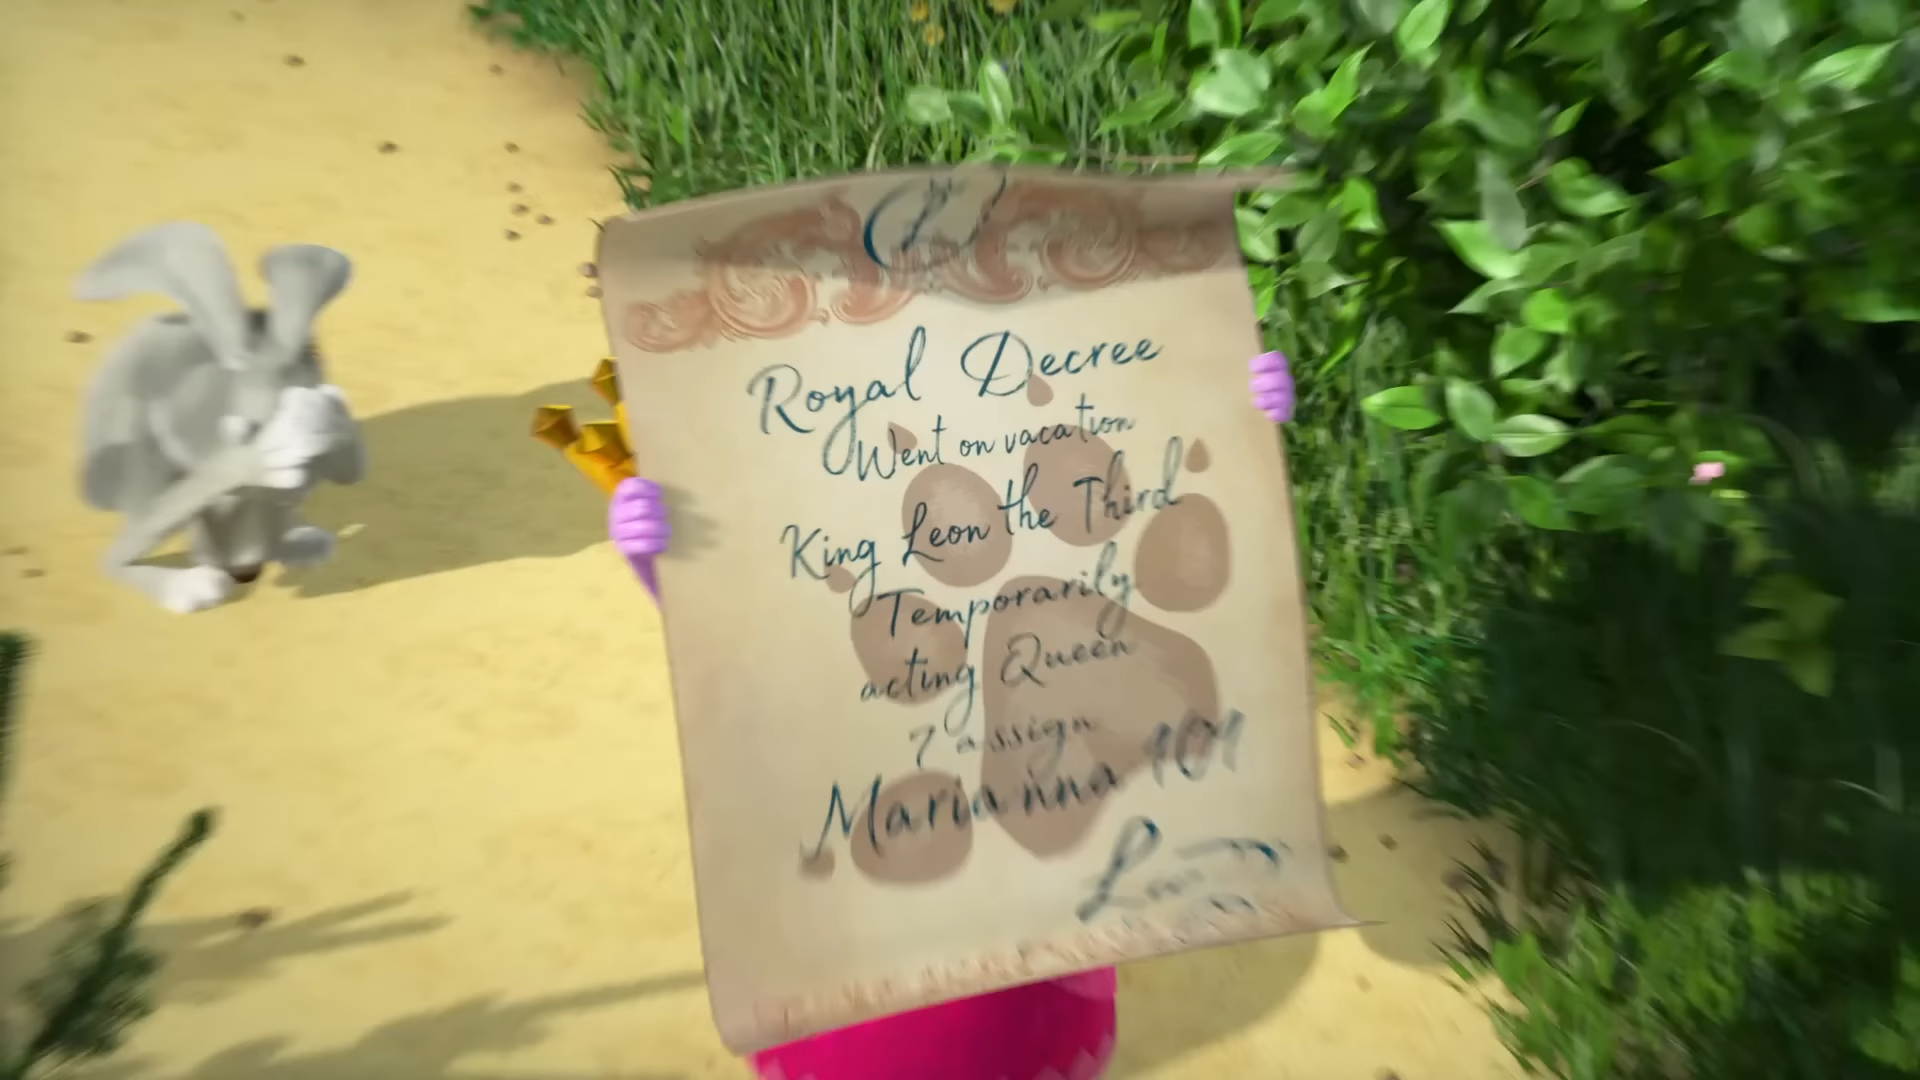 Royal Decree
Went on vacation
King Leon the Third
Temporarily
acting Queen
I assign
Marianna